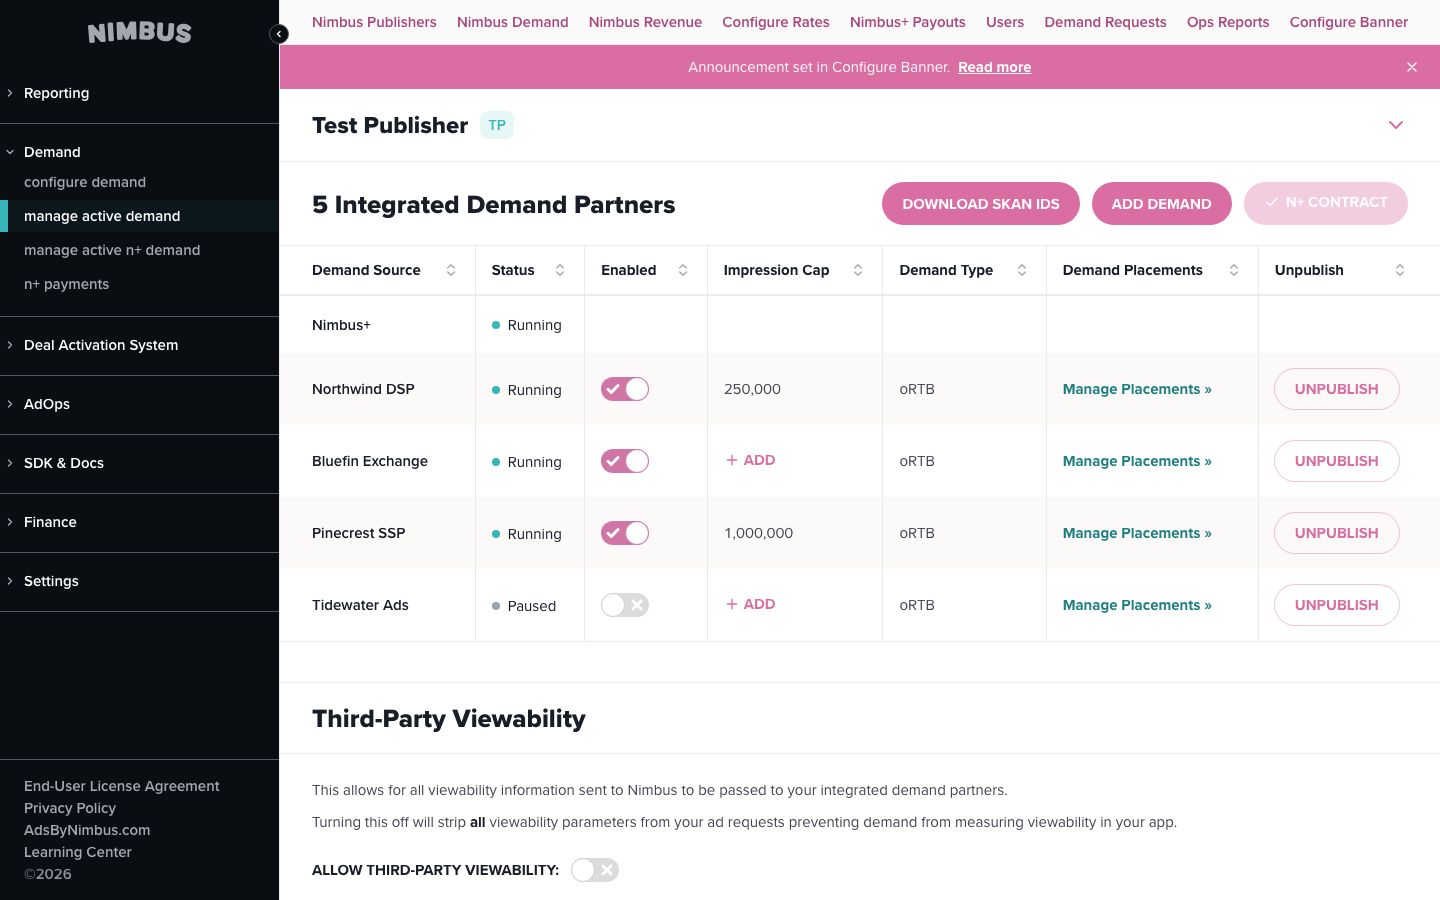 NIMBUS
Reporting
Demand
configure demand
manage active demand
manage active n+ demand
n+ payments
Deal Activation System
AdOps
SDK & Docs
Finance
Settings
End-User License Agreement
Privacy Policy
AdsByNimbus.com
Learning Center
©2026
Nimbus Publishers Nimbus Demand Nimbus Revenue Configure Rates Nimbus+ Payouts Users Demand Requests Ops Reports Configure Banner
Announcement set in Configure Banner. Read more
Test Publisher TP
5 Integrated Demand Partners DOWNLOAD SKAN IDS ADD DEMAND N+ CONTRACT
Demand Source Status Enabled Impression Cap Demand Type Demand Placements Unpublish
Nimbus+ Running
Northwind DSP Running 250,000 oRTB Manage Placements » UNPUBLISH
Bluefin Exchange Running + ADD oRTB Manage Placements » UNPUBLISH
Pinecrest SSP Running 1,000,000 oRTB Manage Placements » UNPUBLISH
Tidewater Ads Paused + ADD oRTB Manage Placements » UNPUBLISH
Third-Party Viewability
This allows for all viewability information sent to Nimbus to be passed to your integrated demand partners.
Turning this off will strip all viewability parameters from your ad requests preventing demand from measuring viewability in your app.
ALLOW THIRD-PARTY VIEWABILITY: